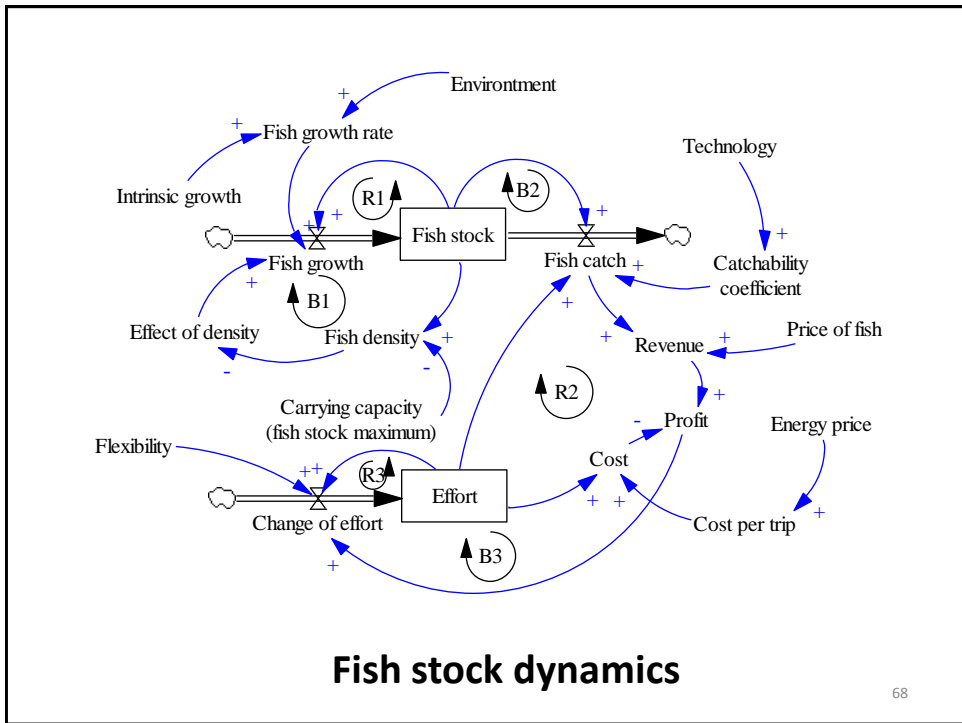 Environtment
+
+
Fish growth rate
Technology
Intrinsic growth
R1
B2
+
+
+
+
Fish stock
Fish growth
Fish catch
+
Catchability
coefficient
+
B1
+
Effect of density
Fish density
+
+
+
Price of fish
Revenue
-
-
R2
+
Carrying capacity
(fish stock maximum)
-
Profit
Energy price
Flexibility
Cost
++
R3
Effort
+
+
Change of effort
Cost per trip
+
+
B3
Fish stock dynamics
68